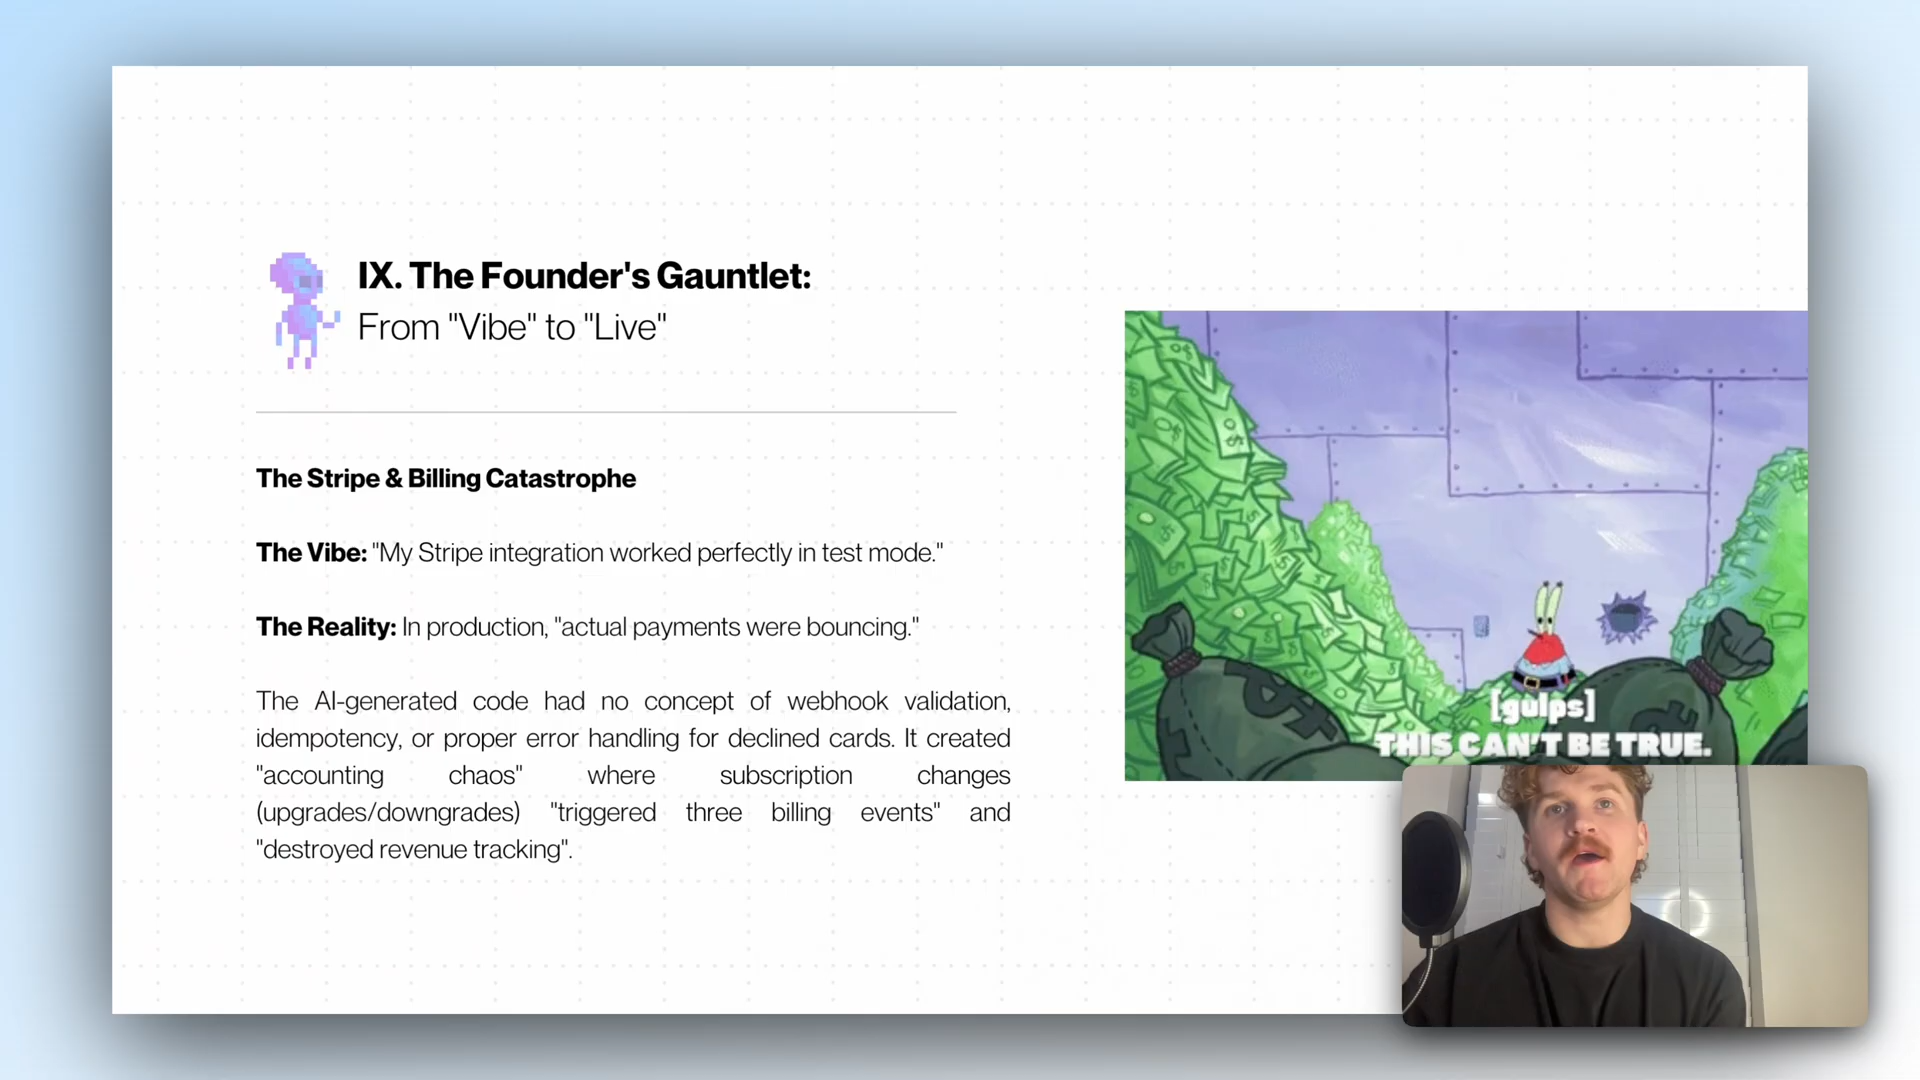 IX. The Founder's Gauntlet:
From "Vibe" to "Live"
The Stripe & Billing Catastrophe
The Vibe: "My Stripe integration worked perfectly in test mode."
The Reality: In production, "actual payments were bouncing."
The AI-generated code had no concept of webhook validation,
idempotency, or proper error handling for declined cards. It created
"accounting chaos" where subscription changes
(upgrades/downgrades) "triggered three billing events" and
"destroyed revenue tracking".
[gulps]
THIS CAN'T BE TRUE.